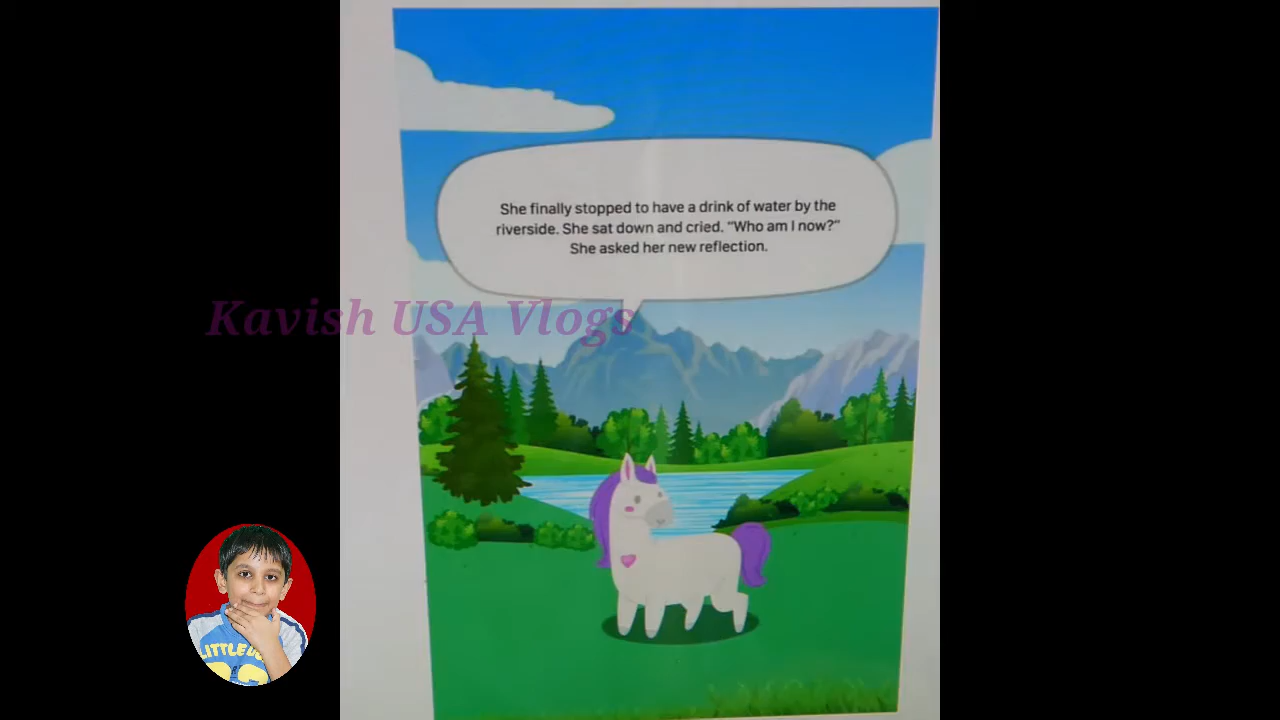 She finally stopped to have a drink of water by the
riverside. She sat down and cried. "Who am I now?"
She asked her new reflection.
Kavish USA Vlogs
LITTLE